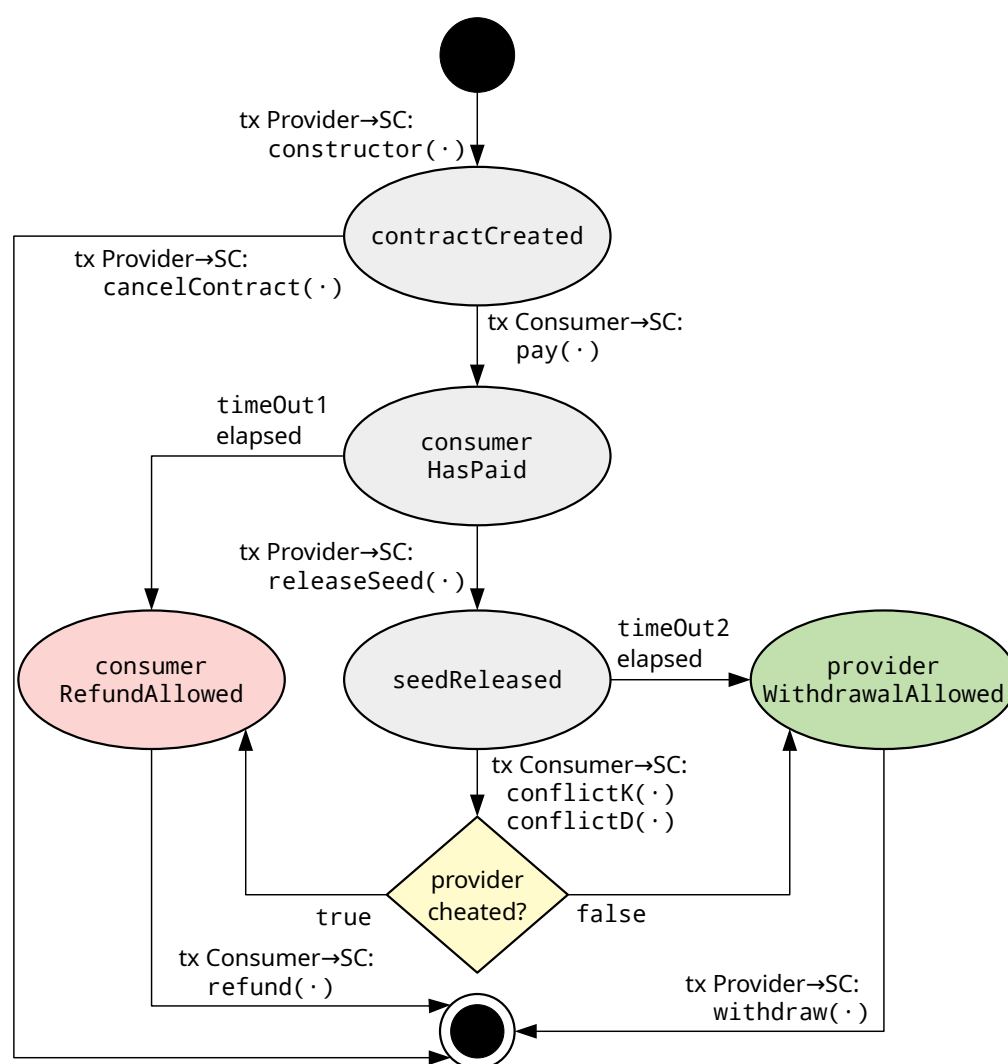 tx Provider→SC:
constructor(·)
contractCreated
tx Provider→SC:
cancelContract(·)
tx Consumer→SC:
pay(·)
timeOut1
elapsed
consumer
HasPaid
tx Provider→SC:
releaseSeed(·)
consumer
RefundAllowed
seedReleased
timeOut2
elapsed
provider
WithdrawalAllowed
tx Consumer→SC:
conflictK(·)
conflictD(·)
provider
cheated?
true
false
tx Consumer→SC:
refund(·)
tx Provider→SC:
withdraw(·)